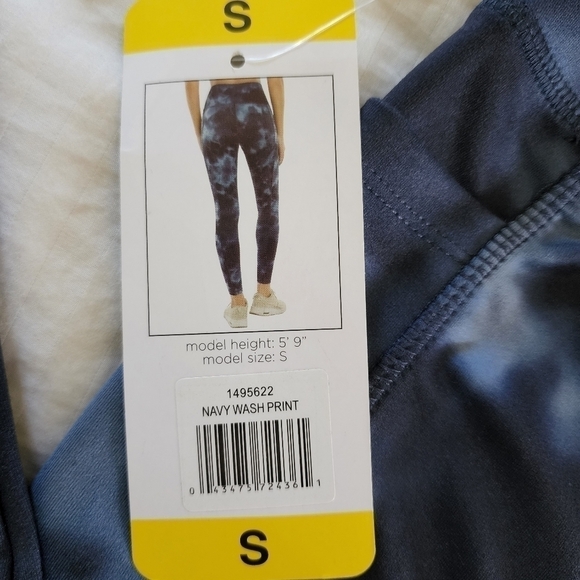 S
model height: 5' 9"
model size: S
1495622
NAVY WASH PRINT
0 43475 72436 1
S